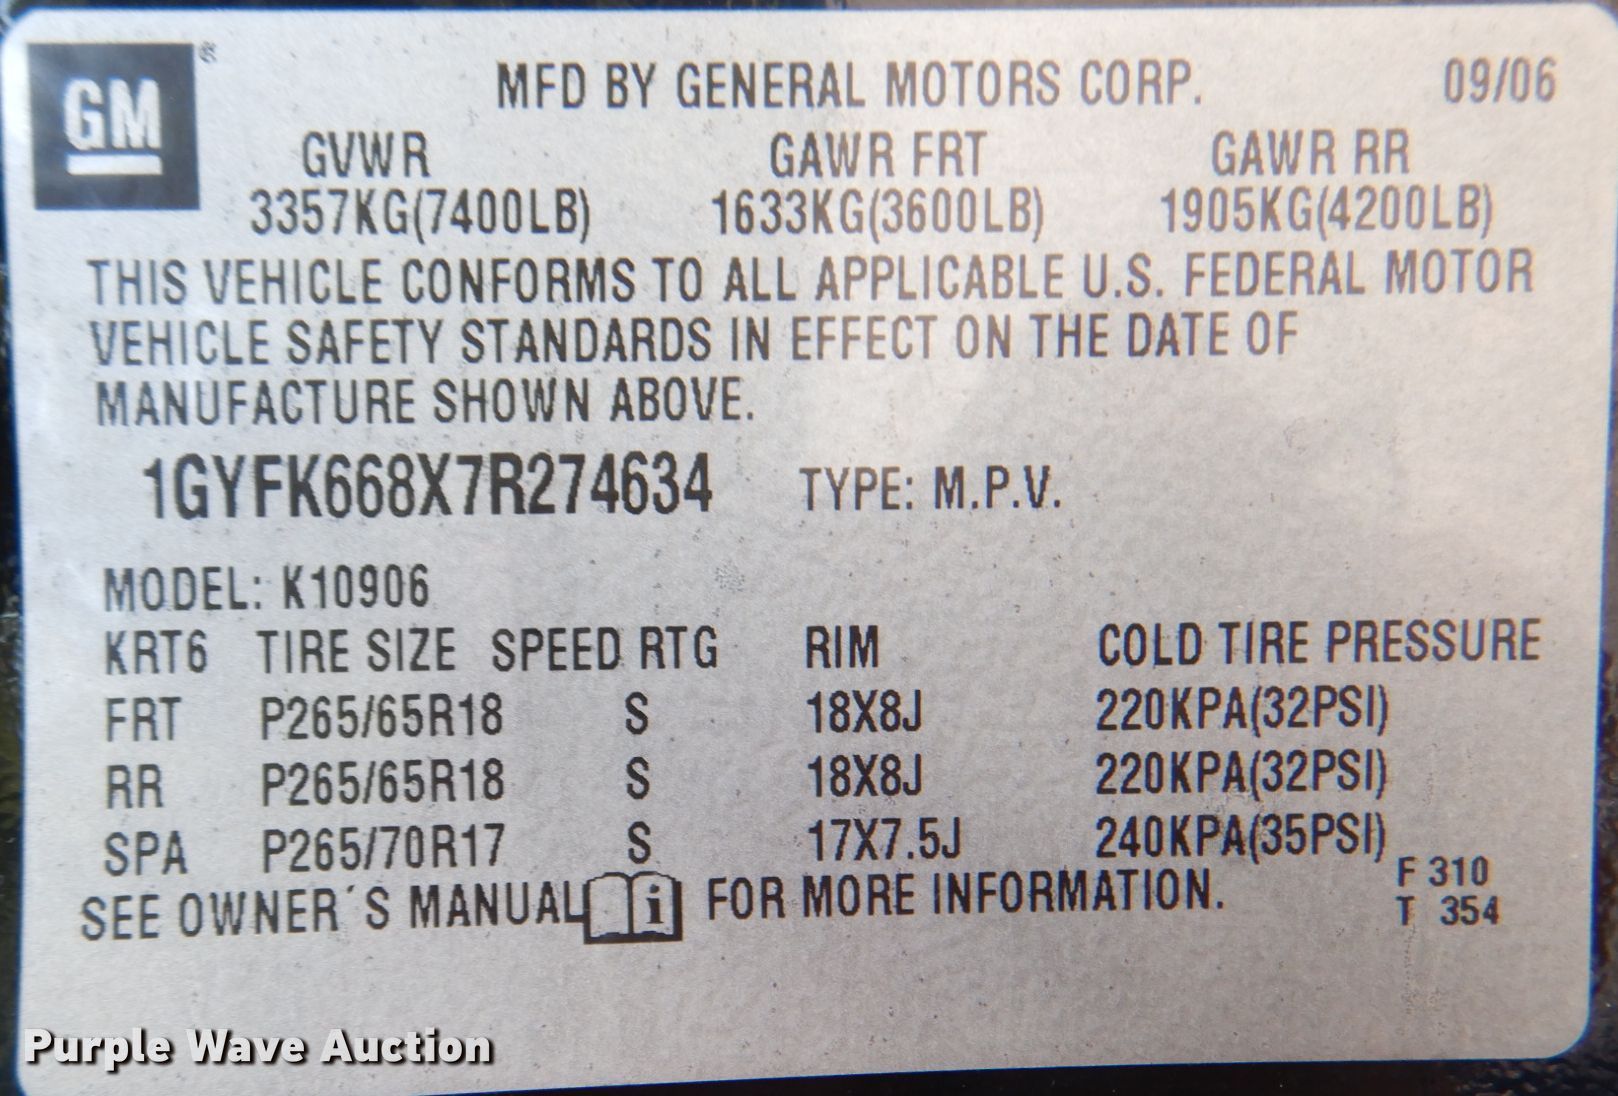 GM ®
MFD BY GENERAL MOTORS CORP. 09/06
GVWR GAWR FRT GAWR RR
3357KG(7400LB) 1633KG(3600LB) 1905KG(4200LB)
THIS VEHICLE CONFORMS TO ALL APPLICABLE U.S. FEDERAL MOTOR
VEHICLE SAFETY STANDARDS IN EFFECT ON THE DATE OF
MANUFACTURE SHOWN ABOVE.
1GYFK668X7R274634 TYPE: M.P.V.
MODEL: K10906
KRT6 TIRE SIZE SPEED RTG RIM COLD TIRE PRESSURE
FRT P265/65R18 S 18X8J 220KPA(32PSI)
RR P265/65R18 S 18X8J 220KPA(32PSI)
SPA P265/70R17 S 17X7.5J 240KPA(35PSI)
SEE OWNER´S MANUAL i FOR MORE INFORMATION.
F 310
T 354
Purple Wave Auction